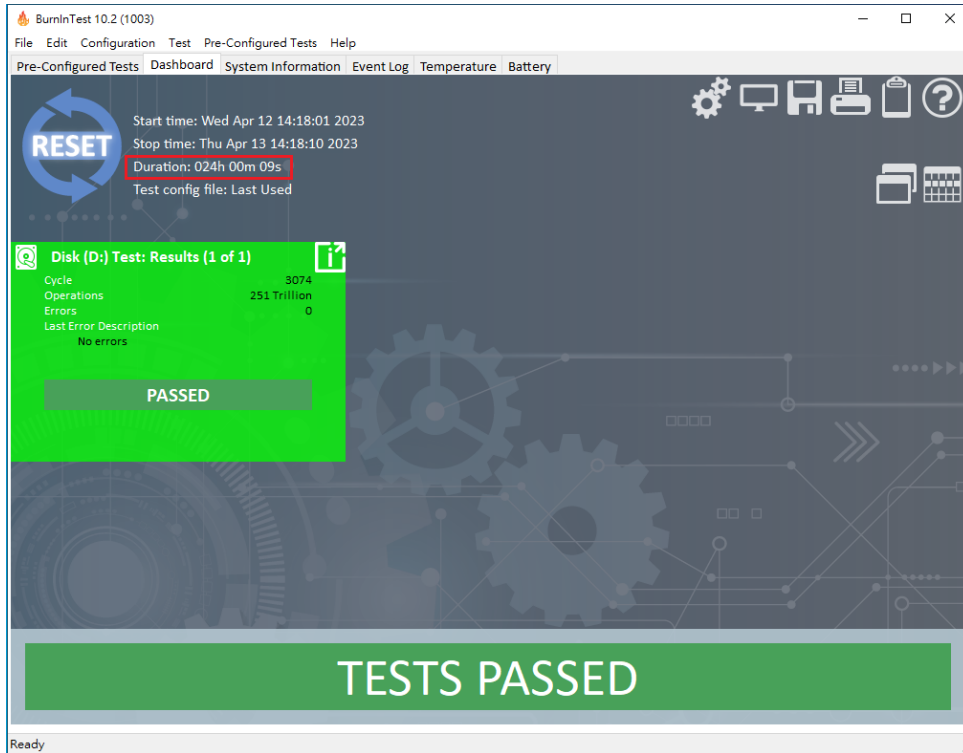 BurnInTest 10.2 (1003)
File Edit Configuration Test Pre-Configured Tests Help
Pre-Configured Tests Dashboard System Information Event Log Temperature Battery
RESET
Start time: Wed Apr 12 14:18:01 2023
Stop time: Thu Apr 13 14:18:10 2023
Duration: 024h 00m 09s
Test config file: Last Used
Disk (D:) Test: Results (1 of 1)
Cycle 3074
Operations 251 Trillion
Errors 0
Last Error Description
No errors
PASSED
TESTS PASSED
Ready